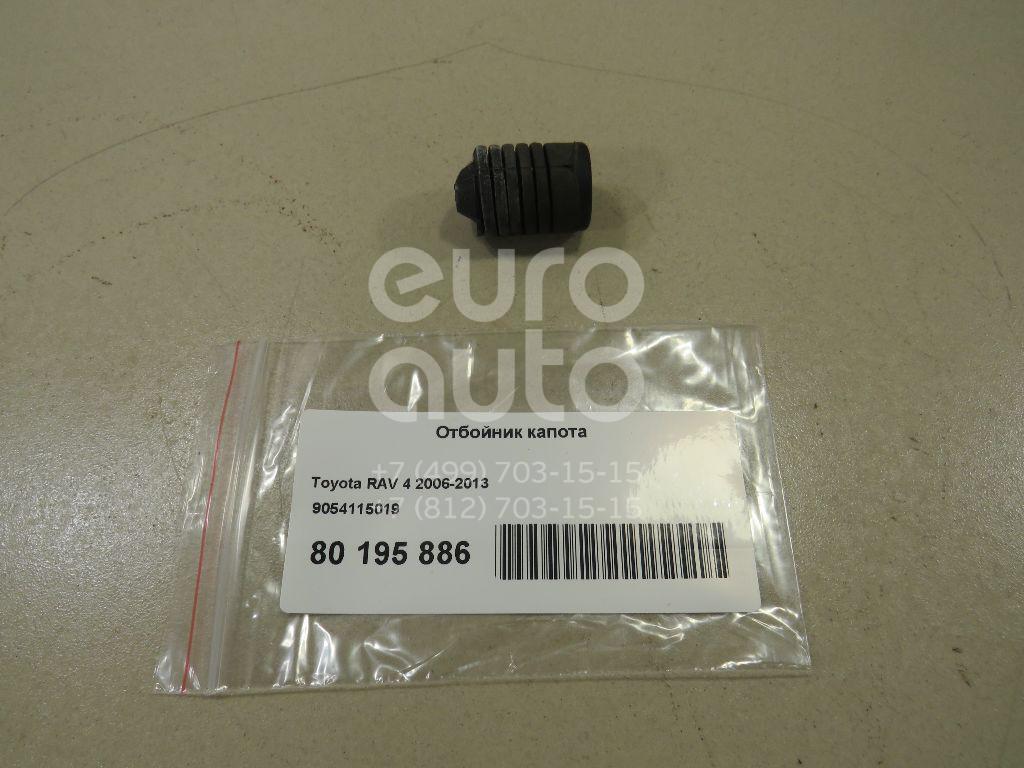 euro
auto
Отбойник капота
+7 (499) 703-15-15
Toyota RAV 4 2006-2013
+7 (812) 703-15-15
9054115019
80 195 886